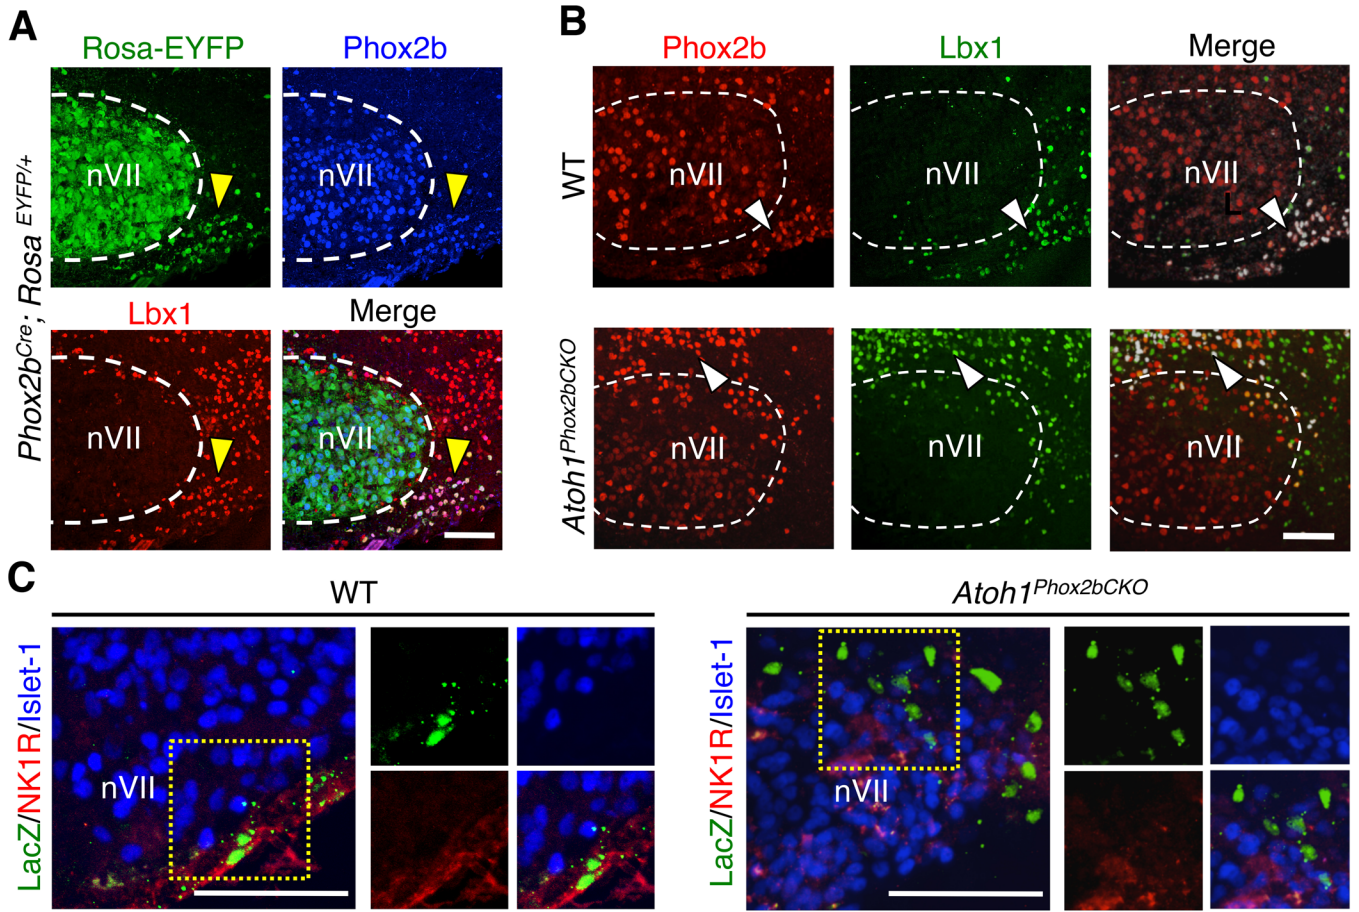 A
Rosa-EYFP
Phox2b
Phox2bCre; Rosa EYFP/+
nVII
nVII
Lbx1
Merge
nVII
nVII
B
Phox2b
Lbx1
Merge
WT
nVII
nVII
nVII
L
Atoh1Phox2bCKO
nVII
nVII
nVII
C
WT
LacZ/NK1R/Islet-1
nVII
Atoh1Phox2bCKO
LacZ/NK1R/Islet-1
nVII